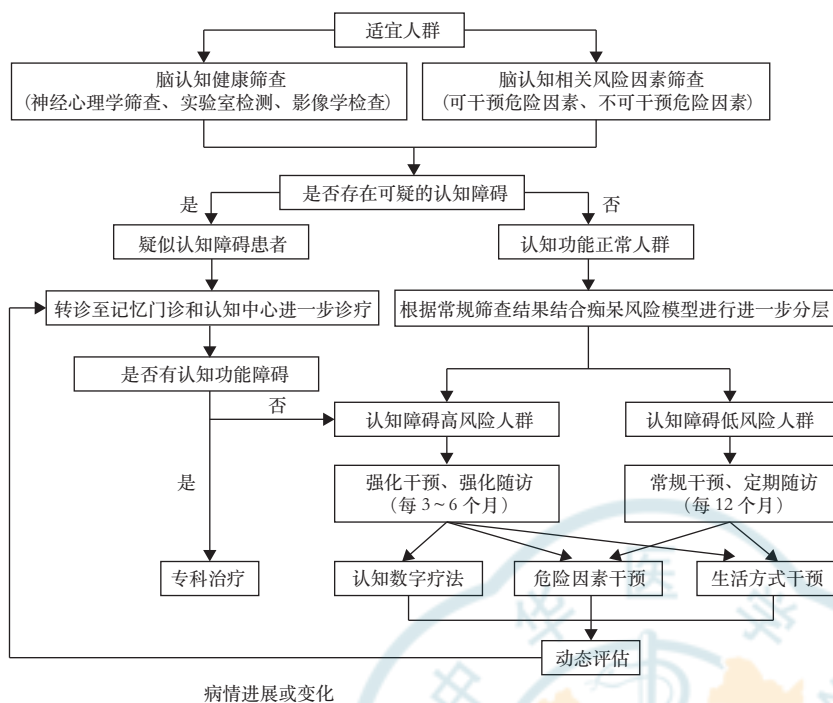 适宜人群
脑认知健康筛查
(神经心理学筛查、实验室检测、影像学检查)
脑认知相关风险因素筛查
(可干预危险因素、不可干预危险因素)
是否存在可疑的认知障碍
是
否
疑似认知障碍患者
认知功能正常人群
转诊至记忆门诊和认知中心进一步诊疗
根据常规筛查结果结合痴呆风险模型进行进一步分层
是否有认知功能障碍
否
认知障碍高风险人群
认知障碍低风险人群
是
强化干预、强化随访
(每3~6个月)
常规干预、定期随访
(每12个月)
专科治疗
认知数字疗法
危险因素干预
生活方式干预
动态评估
病情进展或变化
中华医学